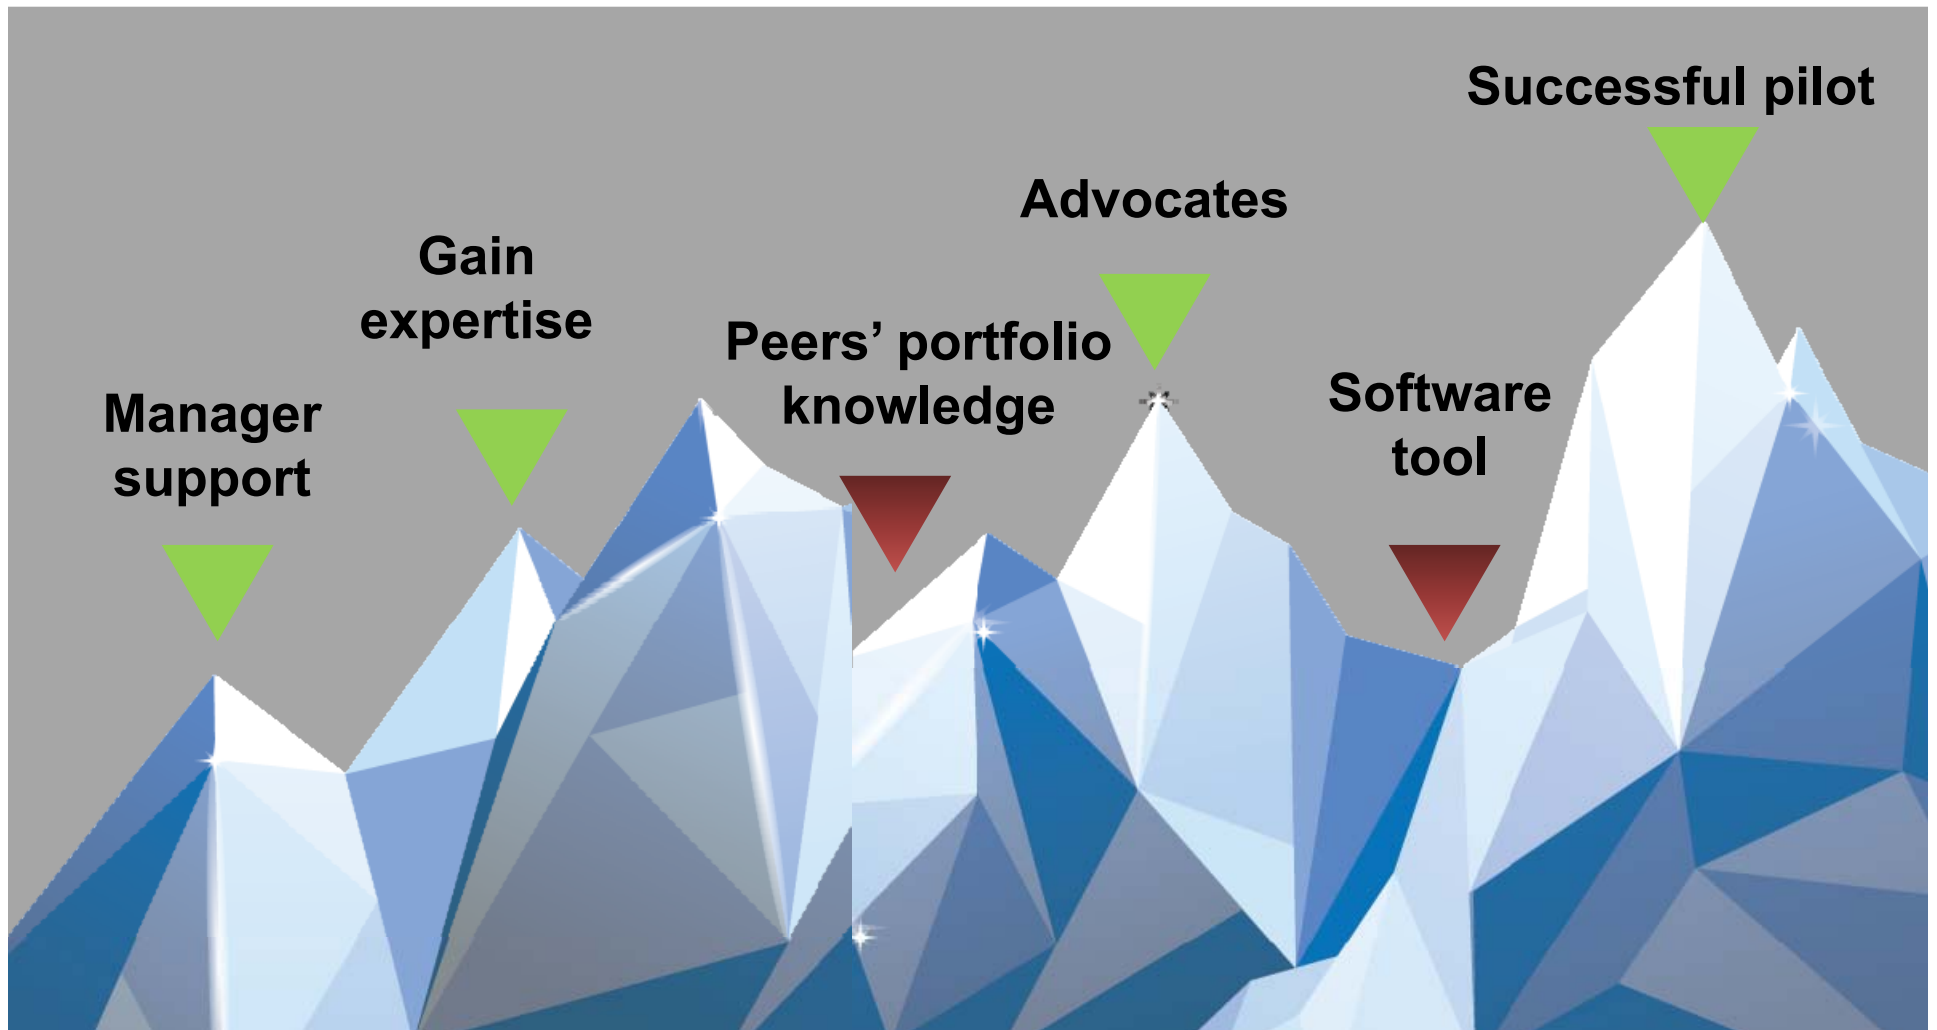 Manager
support
Gain
expertise
Peers’ portfolio
knowledge
Advocates
Software
tool
Successful pilot